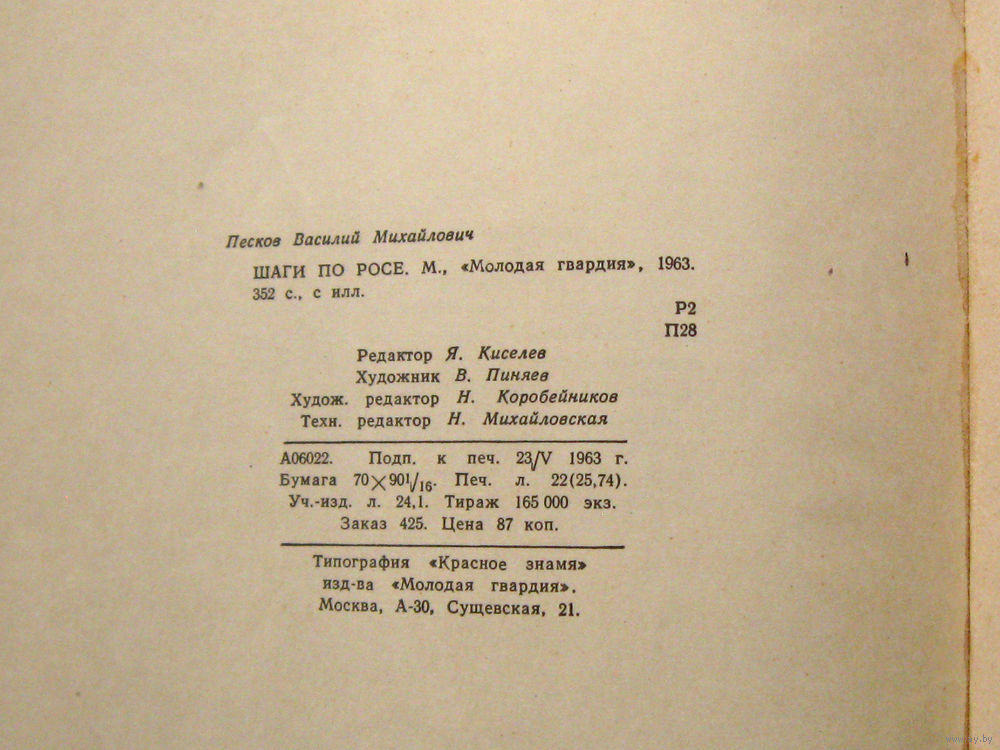 Песков Василий Михайлович
ШАГИ ПО РОСЕ. М., «Молодая гвардия», 1963.
352 с., с илл.
Р2
П28
Редактор Я. Киселев
Художник В. Пиняев
Худож. редактор Н. Коробейников
Техн. редактор Н. Михайловская
А06022. Подп. к печ. 23/V 1963 г.
Бумага 70×901/16. Печ. л. 22(25,74).
Уч.-изд. л. 24,1. Тираж 165 000 экз.
Заказ 425. Цена 87 коп.
Типография «Красное знамя»
изд-ва «Молодая гвардия».
Москва, А-30, Сущевская, 21.
www.ay.by